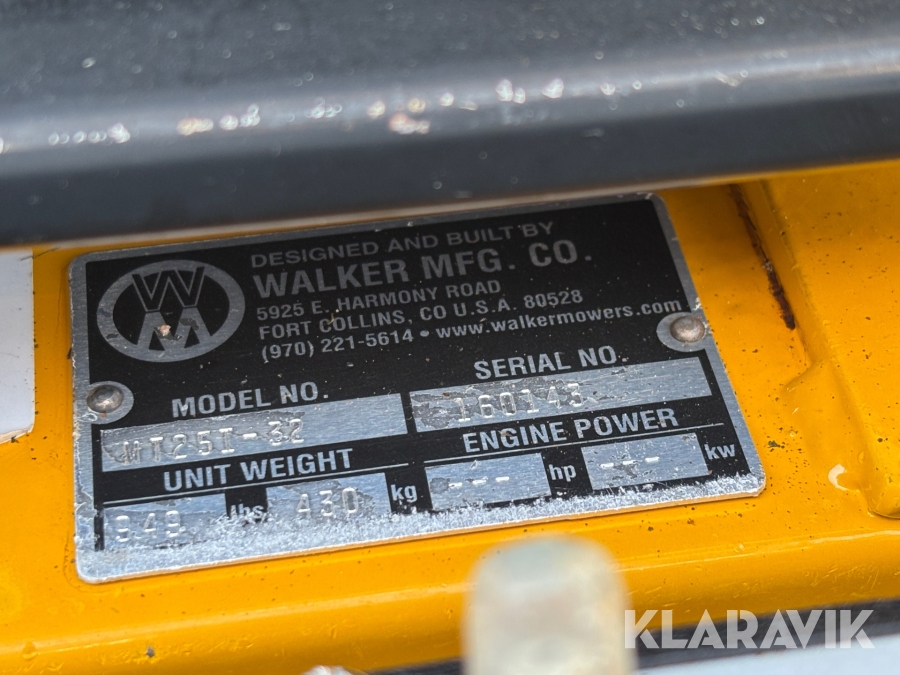 W
M
DESIGNED AND BUILT BY
WALKER MFG. CO.
5925 E. HARMONY ROAD
FORT COLLINS, CO U.S.A. 80528
(970) 221-5614 • www.walkermowers.com
MODEL NO. SERIAL NO.
MT25I-32 160143
UNIT WEIGHT ENGINE POWER
949 lbs. 430 kg --- hp --- kw
KLARAVIK